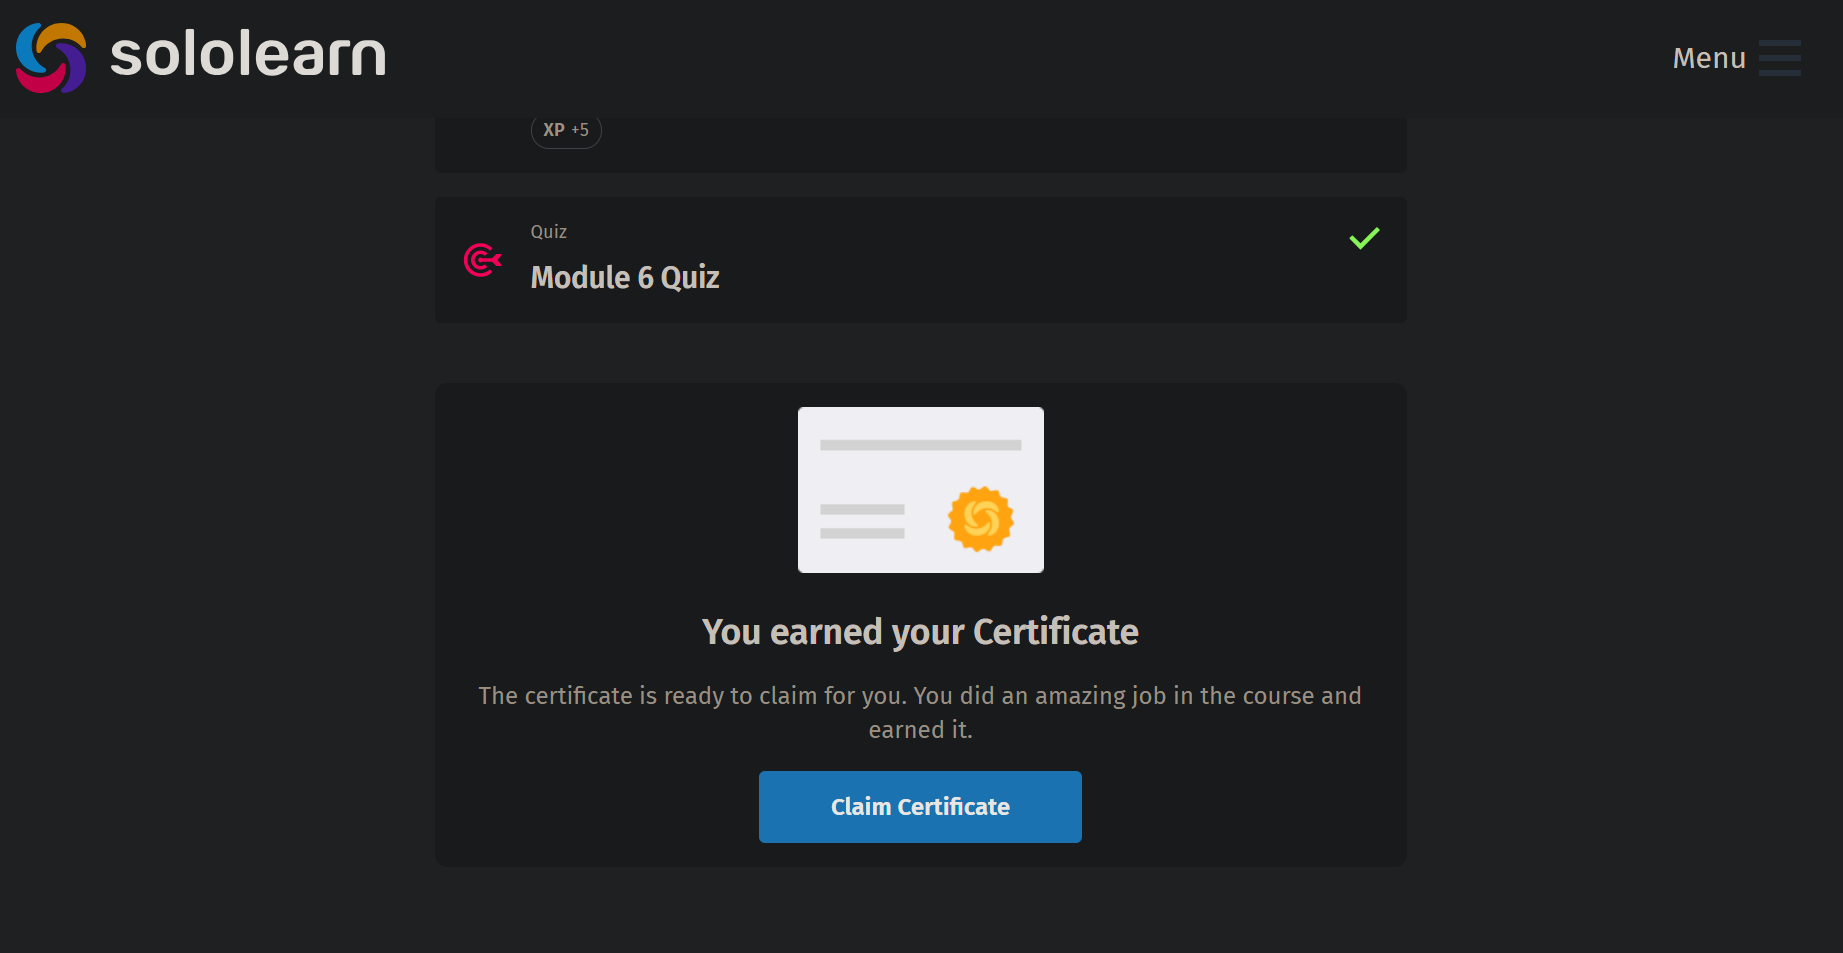 sololearn
Menu
XP +5
Quiz
Module 6 Quiz
You earned your Certificate
The certificate is ready to claim for you. You did an amazing job in the course and
earned it.
Claim Certificate